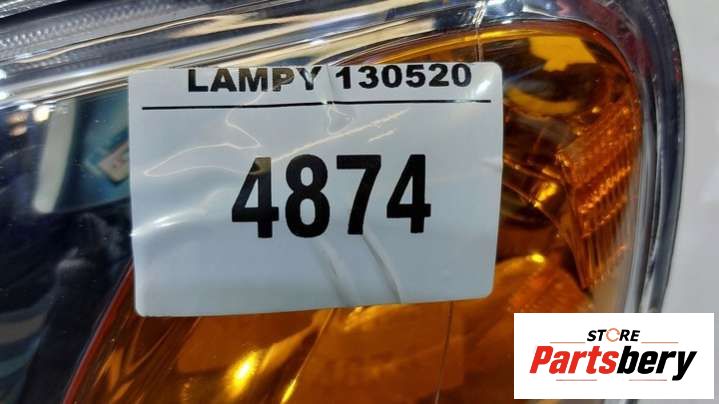 LAMPY 130520
4874
STORE
Partsbery